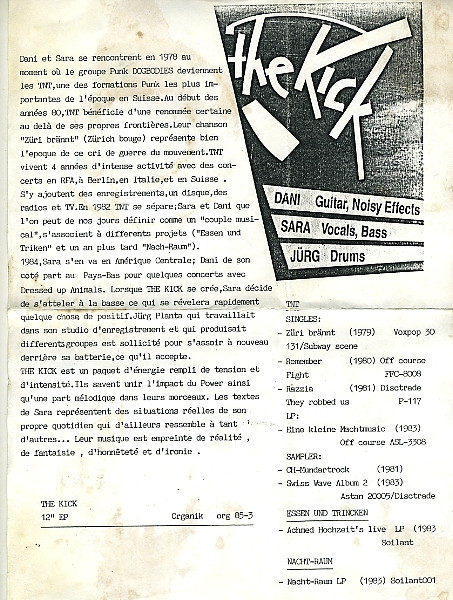 the Kick
DANI Guitar, Noisy Effects
SARA Vocals, Bass
JÜRG Drums
Dani et Sara se rencontrent en 1978 au
moment où le groupe Punk DOGBODIES deviennent
les TNT,une des formations Punk les plus im-
portantes de l'époque en Suisse.Au début des
années 80,TNT bénéficie d'une renommée certaine
au delà de ses propres frontières.Leur chanson
"Züri brännt" (Zürich bouge) représente bien
l'epoque de ce cri de guerre du mouvement.TNT
vivent 4 années d'intense activité avec des con-
certs en RFA,à Berlin,en Italie,et en Suisse .
S'y ajoutent des enregistrements,un disque,des
radios et TV.En 1982 TNT se sépare;Sara et Dani que
l'on peut de nos jours définir comme un "couple musi-
cal",s'associent à differents projets ("Essen und
Triken" et un an plus tard "Nach-Raum").
1984,Sara s'en va en Amérique Centrale; Dani de son
coté part au Pays-Bas pour quelques concerts avec
Dressed up Animals. Lorsque THE KICK se crée,Sara décide
de s'atteler à la basse ce qui se révelera rapidement
quelque chose de positif.Jürg Planta qui travaillait
dans son studio d'enregistrement et qui produisait
differentsgroupes est sollicité pour s'assoir à nouveau
derrière sa batterie,ce qu'il accepte.
THE KICK est un paquet d'énergie rempli de tension et
d'intensité.Ils savent unir l'impact du Power ainsi
qu'une part mélodique dans leurs morceaux. Les textes
de Sara représentent des situations réelles de son
propre quotidien qui d'ailleurs ressemble à tant
d'autres... Leur musique est empreinte de réalité ,
de fantaisie , d'honnêteté et d'ironie .
THE KICK
12" EP Organik org 85-3
TNT
SINGLES:
- Züri brännt (1979) Voxpop 30
131/Subway scene
- Remember (1980) Off course
Fight FFC-8008
- Razzia (1981) Disctrade
They robbed us P-117
LP:
- Eine kleine Machtmusic (1983)
Off course ASL-3308
SAMPLER:
- CH-Mundartrock (1981)
- Swiss Wave Album 2 (1983)
Astan 20005/Disctrade
ESSEN UND TRINCKEN
- Achmed Hochzeit's live LP (1983
Soilant
NACHT-RAUM
- Nacht-Raum LP (1983) Soilant001